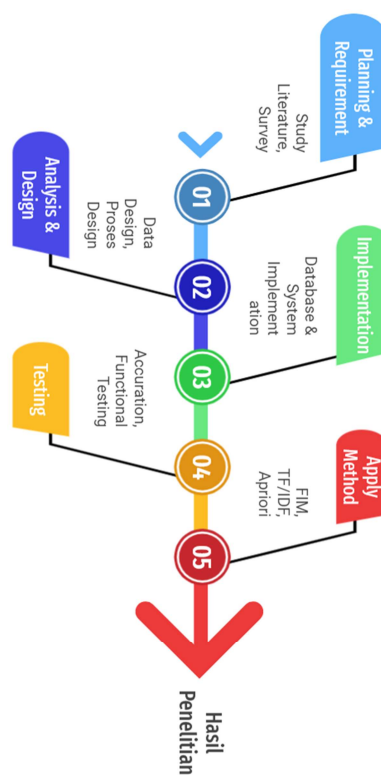 Planning &
Requirement
Study
Literature,
Survey
01
Analysis &
Design
Data
Design,
Proses
Design
02
Implementation
Database &
System
Implement
ation
03
Testing
Accuration,
Functional
Testing
04
Apply
Method
FIM,
TF/IDF,
Apriori
05
Hasil
Penelitian